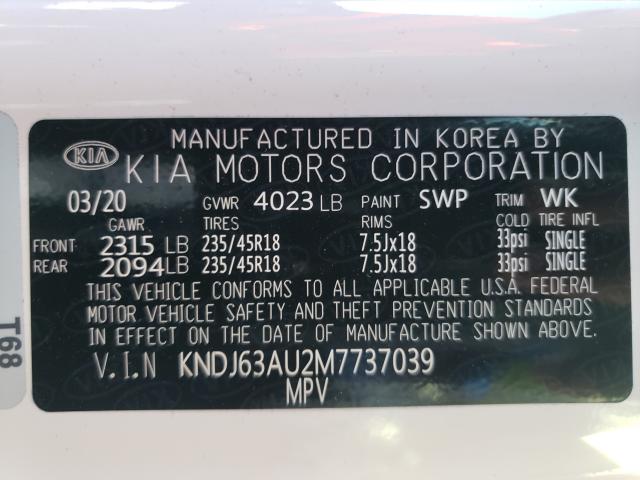 MANUFACTURED IN KOREA BY
KIA KIA MOTORS CORPORATION
03/20 GVWR 4023 LB PAINT SWP TRIM WK
GAWR TIRES RIMS COLD TIRE INFL
FRONT 2315 LB 235/45R18 7.5Jx18 33psi SINGLE
REAR 2094 LB 235/45R18 7.5Jx18 33psi SINGLE
THIS VEHICLE CONFORMS TO ALL APPLICABLE U.S.A. FEDERAL
MOTOR VEHICLE SAFETY AND THEFT PREVENTION STANDARDS
IN EFFECT ON THE DATE OF MANUFACTURE SHOWN ABOVE.
V.I.N KNDJ63AU2M7737039
MPV
T68